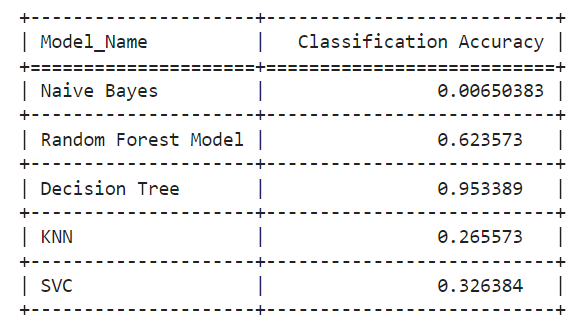 Model_Name | Classification Accuracy
Naive Bayes | 0.00650383
Random Forest Model | 0.623573
Decision Tree | 0.953389
KNN | 0.265573
SVC | 0.326384